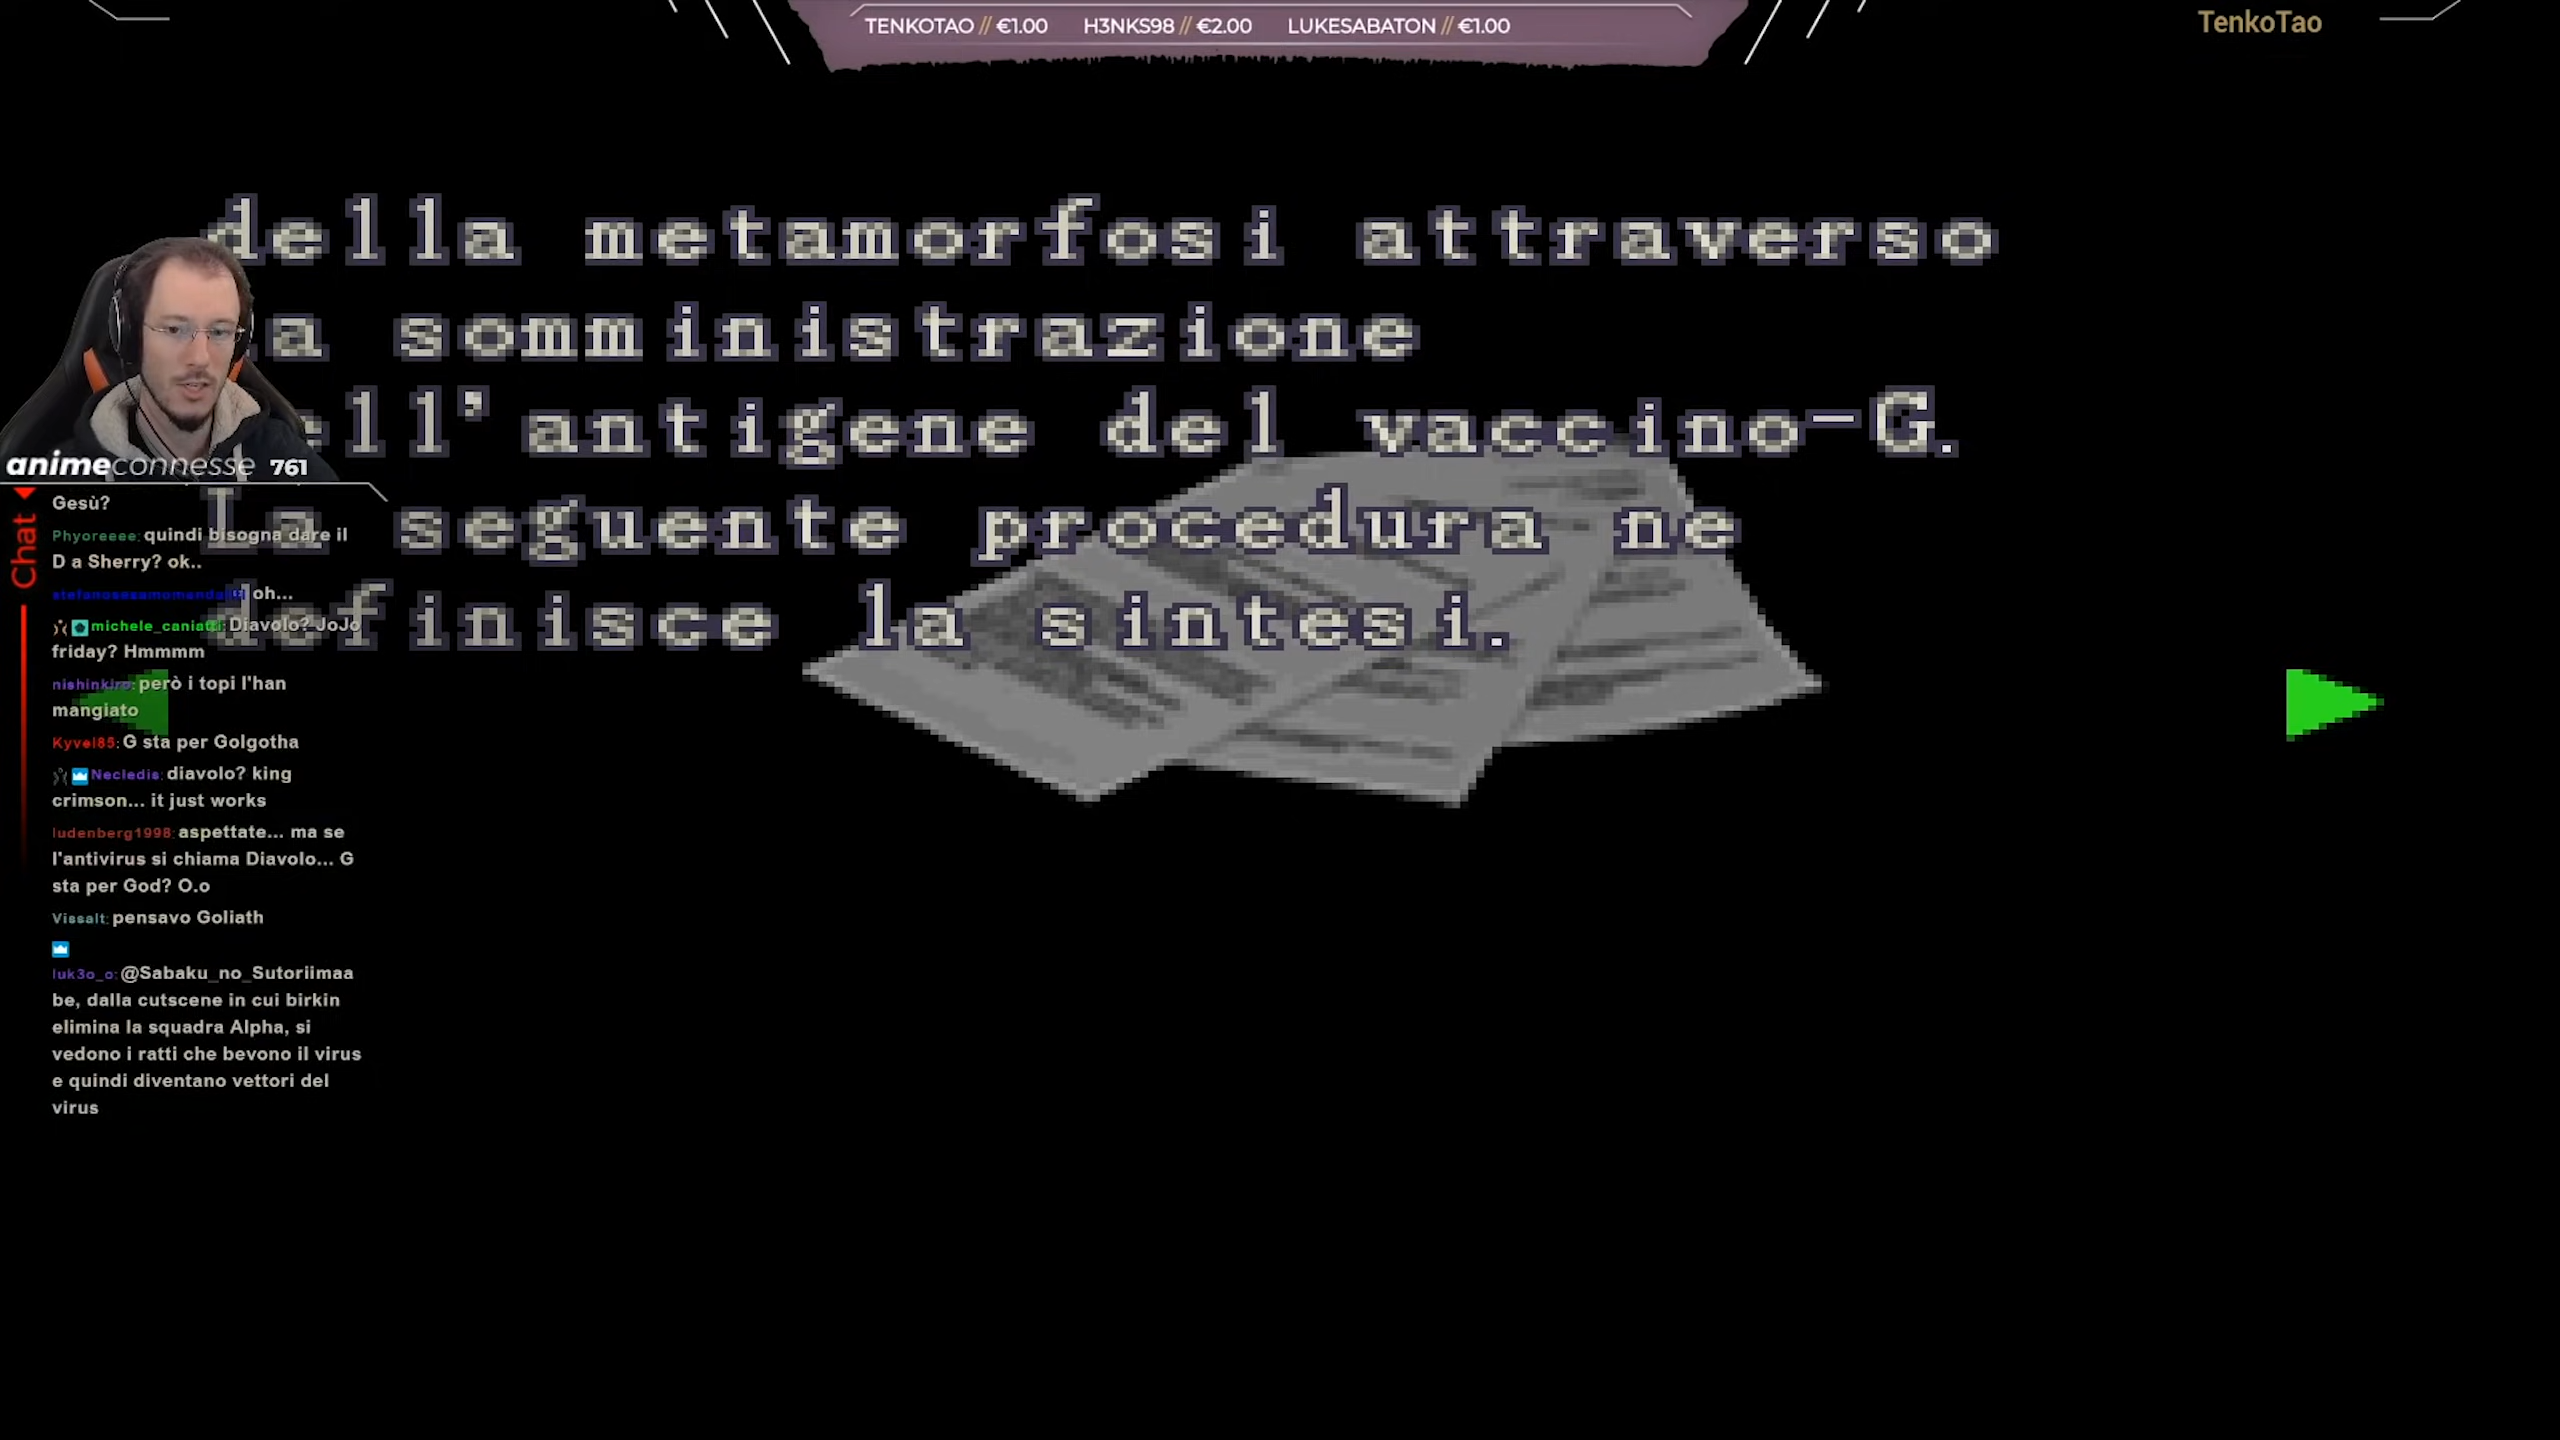 TENKOTAO // €1.00 H3NKS98 // €2.00 LUKESABATON // €1.00
TenkoTao
della metamorfosi attraverso
a somministrazione
ell'antigene del vaccino-G.
La seguente procedura ne
definisce la sintesi.
animeconnesse 761
Chat
Gesù?
Phyoreeee: quindi bisogna dare il
D a Sherry? ok..
oh...
michele_caniatti: Diavolo? JoJo
friday? Hmmmm
nishinkiro: però i topi l'han
mangiato
Kyvel85: G sta per Golgotha
Necledis: diavolo? king
crimson... it just works
ludenberg1998: aspettate... ma se
l'antivirus si chiama Diavolo... G
sta per God? O.o
Vissalt: pensavo Goliath
luk3o_o: @Sabaku_no_Sutoriimaa
be, dalla cutscene in cui birkin
elimina la squadra Alpha, si
vedono i ratti che bevono il virus
e quindi diventano vettori del
virus